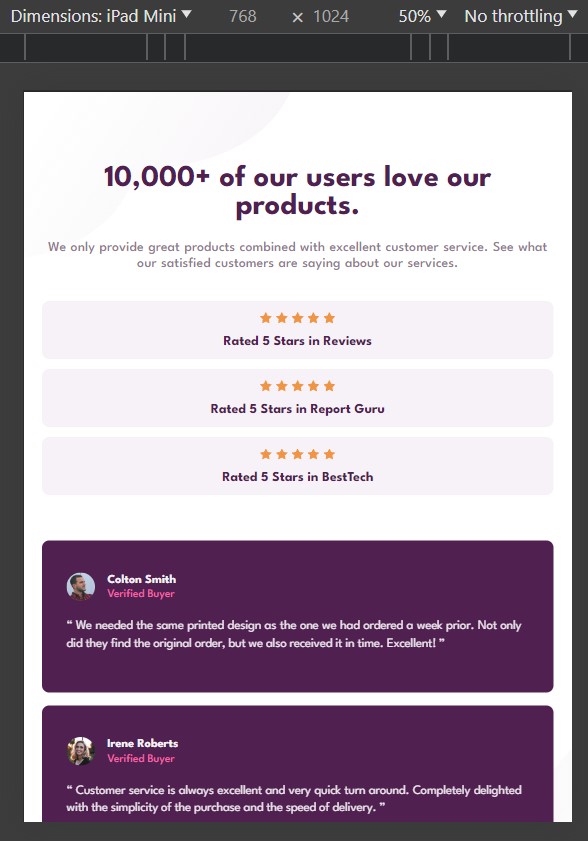 Dimensions: iPad Mini ▼ 768 × 1024 50% ▼ No throttling ▼
10,000+ of our users love our
products.
We only provide great products combined with excellent customer service. See what
our satisfied customers are saying about our services.
Rated 5 Stars in Reviews
Rated 5 Stars in Report Guru
Rated 5 Stars in BestTech
Colton Smith
Verified Buyer
“ We needed the same printed design as the one we had ordered a week prior. Not only
did they find the original order, but we also received it in time. Excellent! ”
Irene Roberts
Verified Buyer
“ Customer service is always excellent and very quick turn around. Completely delighted
with the simplicity of the purchase and the speed of delivery. ”